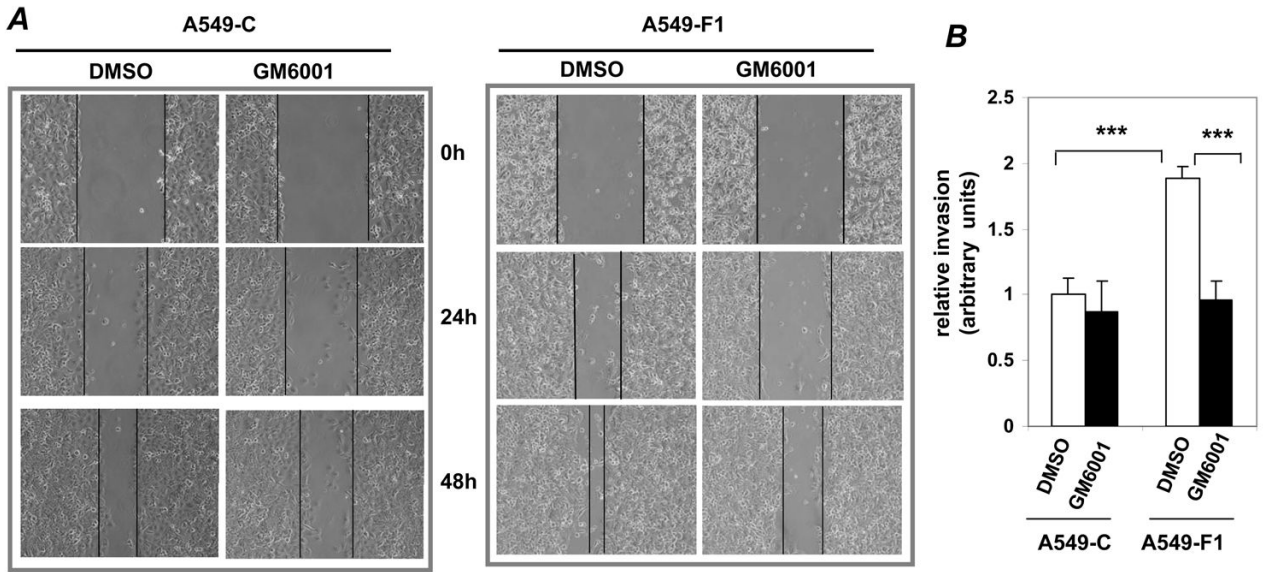 A
A549-C
A549-F1
DMSO
GM6001
DMSO
GM6001
0h
24h
48h
B
relative invasion
(arbitrary units)
2.5
2
1.5
1
0.5
0
***
***
DMSO
GM6001
DMSO
GM6001
A549-C
A549-F1